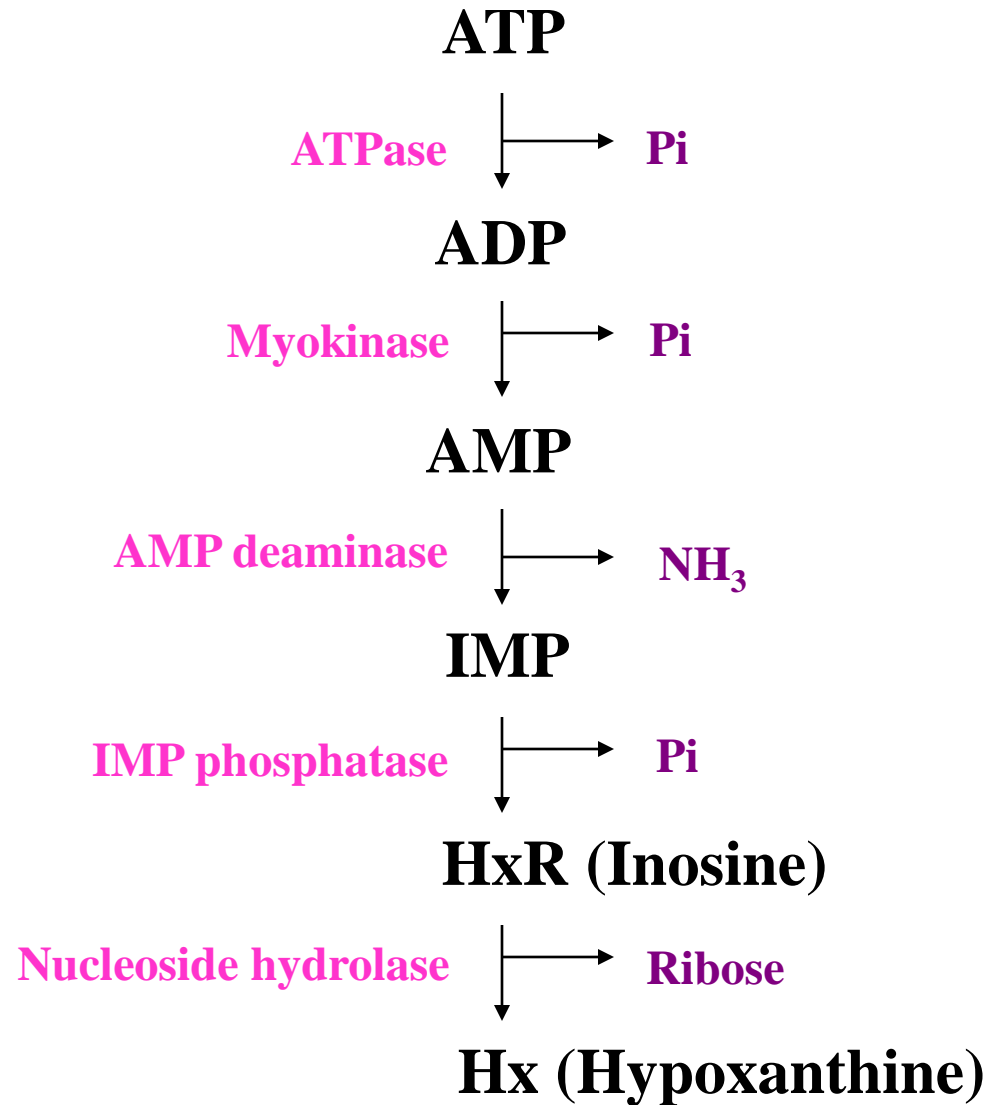 ATP
ATPase
Pi
ADP
Myokinase
Pi
AMP
AMP deaminase
NH₃
IMP
IMP phosphatase
Pi
HxR (Inosine)
Nucleoside hydrolase
Ribose
Hx (Hypoxanthine)